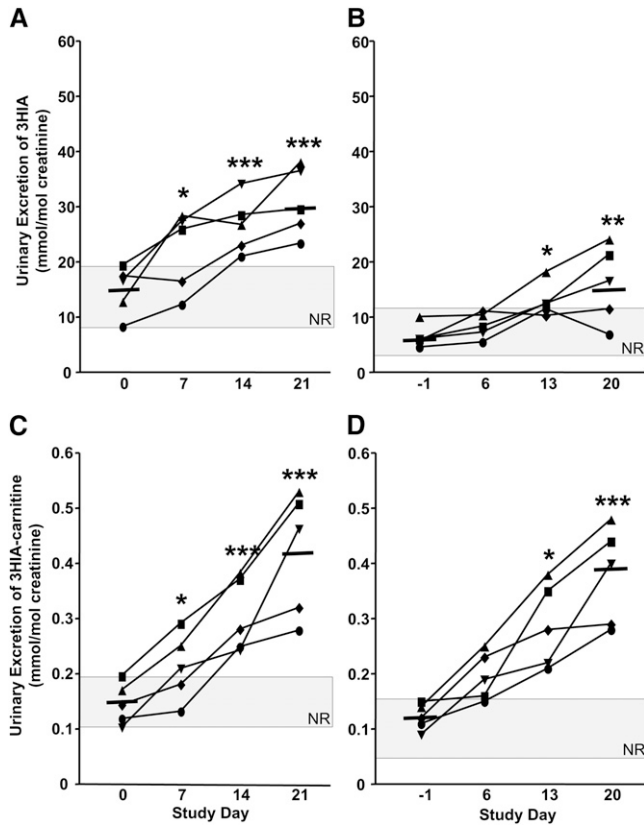 A
B
Urinary Excretion of 3HIA
(mmol/mol creatinine)
60
50
40
30
20
10
0
*
***
***
NR
0 7 14 21
60
50
40
30
20
10
0
*
**
NR
-1 6 13 20
C
D
Urinary Excretion of 3HIA-carnitine
(mmol/mol creatinine)
0.6
0.5
0.4
0.3
0.2
0.1
0
*
***
***
NR
0 7 14 21
Study Day
0.6
0.5
0.4
0.3
0.2
0.1
0
*
***
NR
-1 6 13 20
Study Day